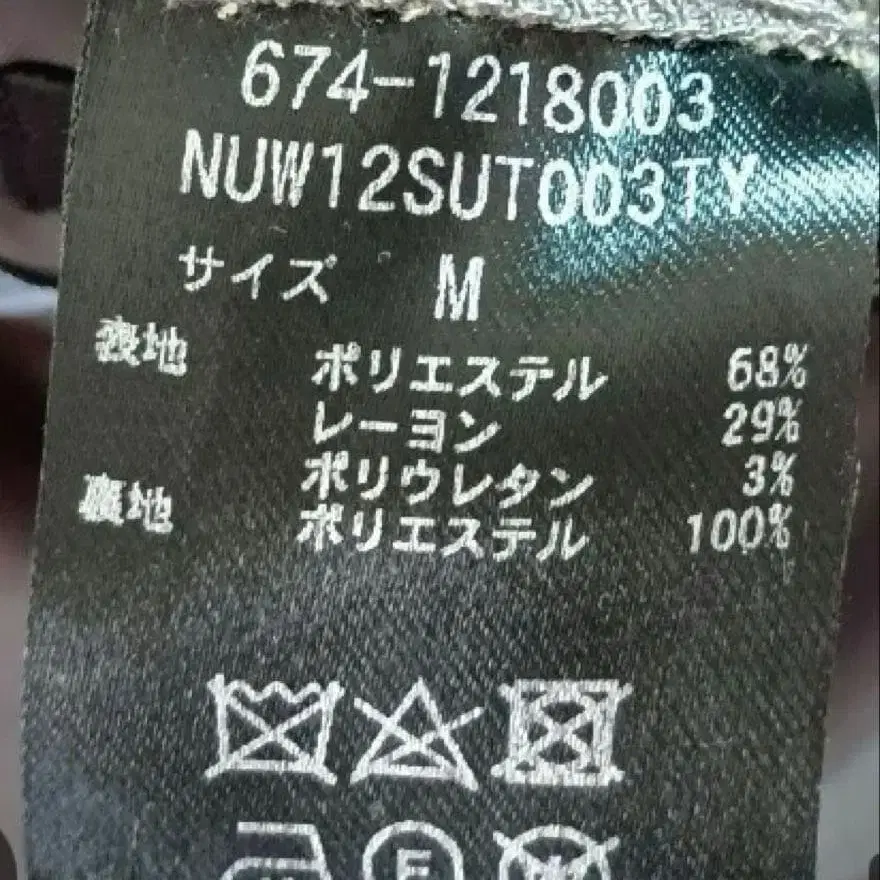 674-1218003
NUW12SUT003TY
サイズ M
表地 ポリエステル 68%
レーヨン 29%
ポリウレタン 3%
裏地 ポリエステル 100%